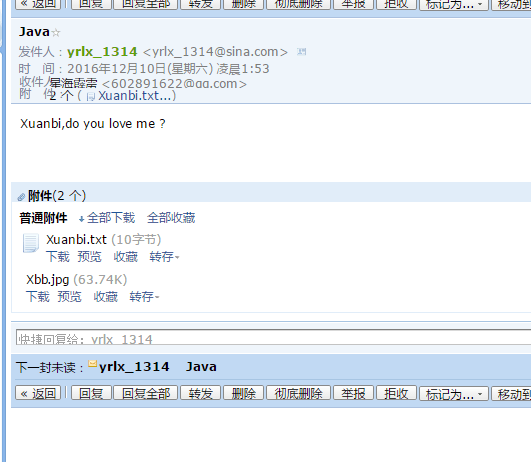 « 返回 回复 回复全部 转发 删除 彻底删除 举报 拒收 标记为... 移动到
Java☆
发件人：yrlx_1314 <yrlx_1314@sina.com>
时 间：2016年12月10日(星期六) 凌晨1:53
收件人 星海霞雷 <602891622@qq.com>
附 件 2 个 ( Xuanbi.txt...)
Xuanbi,do you love me ?
附件(2 个)
普通附件 全部下载 全部收藏
Xuanbi.txt (10字节)
下载 预览 收藏 转存
Xbb.jpg (63.74K)
下载 预览 收藏 转存
快捷回复给：yrlx_1314
下一封未读：yrlx_1314 Java
« 返回 回复 回复全部 转发 删除 彻底删除 举报 拒收 标记为... 移动到